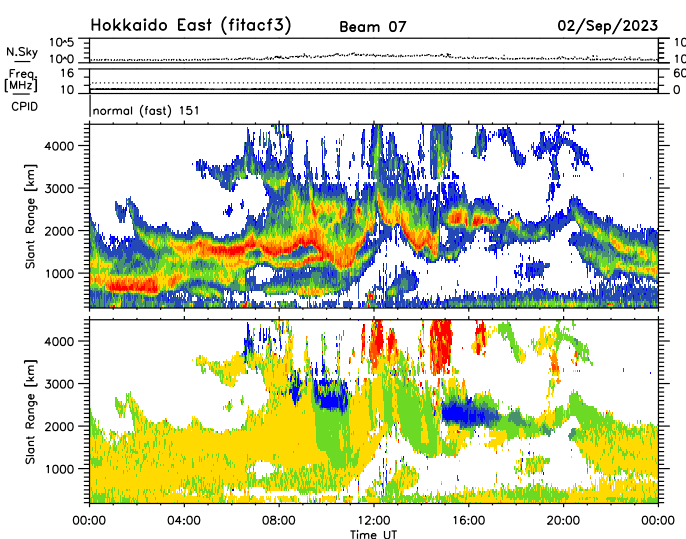 Hokkaido East (fitacf3) Beam 07 02/Sep/2023
N.Sky 10^5 10
10^0 10
Freq. 16 60
[MHz] 10 0
CPID normal (fast) 151
4000
3000
2000
1000
Slant Range [km]
4000
3000
2000
1000
Slant Range [km]
00:00 04:00 08:00 12:00 16:00 20:00 00:00
Time UT